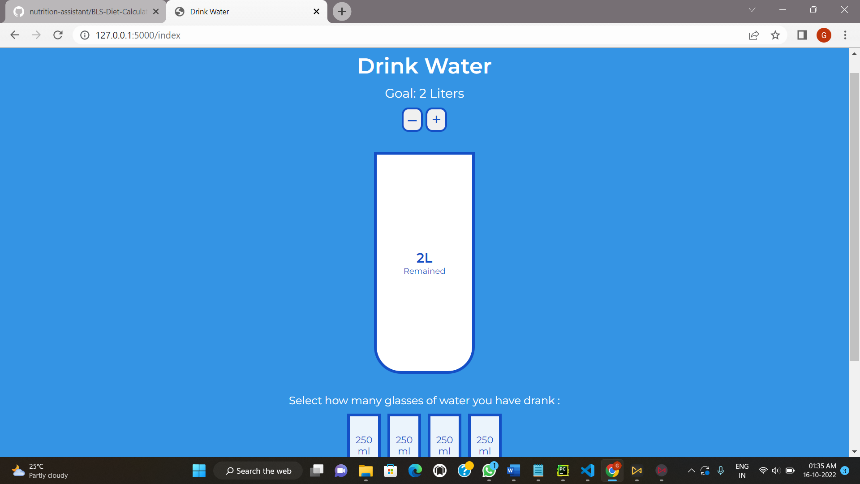 nutrition-assistant/BLS-Diet-Calcula
Drink Water
127.0.0.1:5000/index
G
Drink Water
Goal: 2 Liters
— +
2L
Remained
Select how many glasses of water you have drank :
250 250 250 250
ml ml ml ml
25°C
Partly cloudy
Search the web
ENG
IN
01:35 AM
16-10-2022